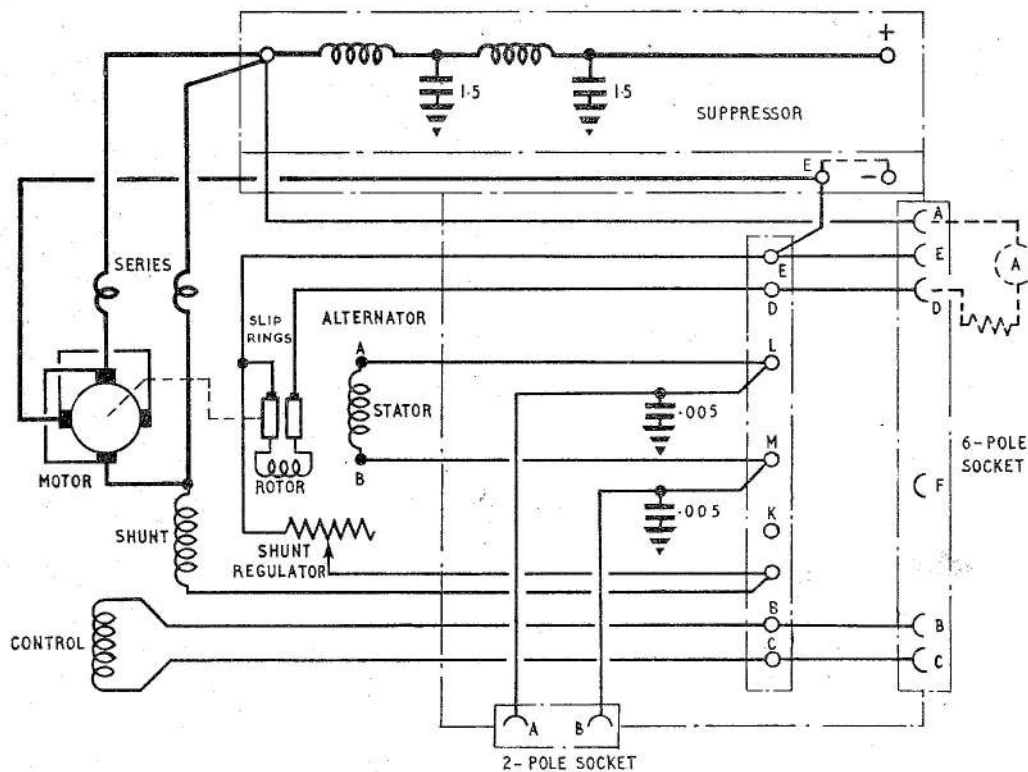 +
1.5
1.5
SUPPRESSOR
E
-
A
E
E
A
SERIES
D
D
SLIP
RINGS
ALTERNATOR
A
L
STATOR
.005
6-POLE
SOCKET
M
B
MOTOR
ROTOR
F
.005
K
SHUNT
SHUNT
REGULATOR
B
B
CONTROL
C
C
A
B
2-POLE SOCKET